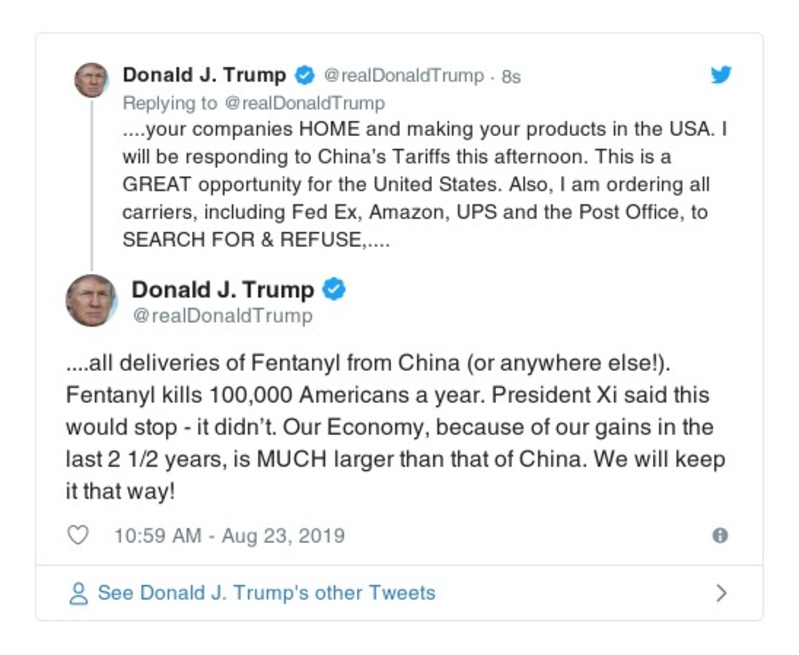 Donald J. Trump @realDonaldTrump · 8s
Replying to @realDonaldTrump
....your companies HOME and making your products in the USA. I
will be responding to China’s Tariffs this afternoon. This is a
GREAT opportunity for the United States. Also, I am ordering all
carriers, including Fed Ex, Amazon, UPS and the Post Office, to
SEARCH FOR & REFUSE,....
Donald J. Trump
@realDonaldTrump
....all deliveries of Fentanyl from China (or anywhere else!).
Fentanyl kills 100,000 Americans a year. President Xi said this
would stop - it didn’t. Our Economy, because of our gains in the
last 2 1/2 years, is MUCH larger than that of China. We will keep
it that way!
10:59 AM - Aug 23, 2019
See Donald J. Trump's other Tweets